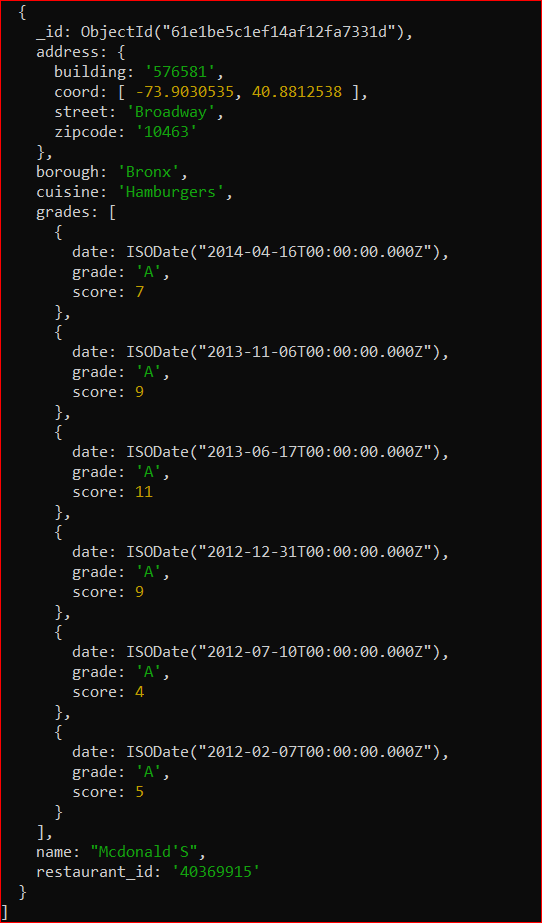 {
_id: ObjectId("61e1be5c1ef14af12fa7331d"),
address: {
building: '576581',
coord: [ -73.9030535, 40.8812538 ],
street: 'Broadway',
zipcode: '10463'
},
borough: 'Bronx',
cuisine: 'Hamburgers',
grades: [
{
date: ISODate("2014-04-16T00:00:00.000Z"),
grade: 'A',
score: 7
},
{
date: ISODate("2013-11-06T00:00:00.000Z"),
grade: 'A',
score: 9
},
{
date: ISODate("2013-06-17T00:00:00.000Z"),
grade: 'A',
score: 11
},
{
date: ISODate("2012-12-31T00:00:00.000Z"),
grade: 'A',
score: 9
},
{
date: ISODate("2012-07-10T00:00:00.000Z"),
grade: 'A',
score: 4
},
{
date: ISODate("2012-02-07T00:00:00.000Z"),
grade: 'A',
score: 5
}
],
name: "Mcdonald'S",
restaurant_id: '40369915'
}
]